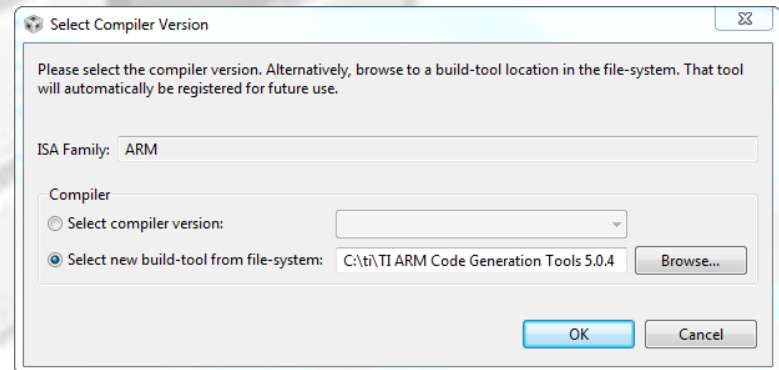 Select Compiler Version
Please select the compiler version. Alternatively, browse to a build-tool location in the file-system. That tool
will automatically be registered for future use.
ISA Family: ARM
Compiler
Select compiler version:
Select new build-tool from file-system: C:\ti\TI ARM Code Generation Tools 5.0.4 Browse...
OK Cancel